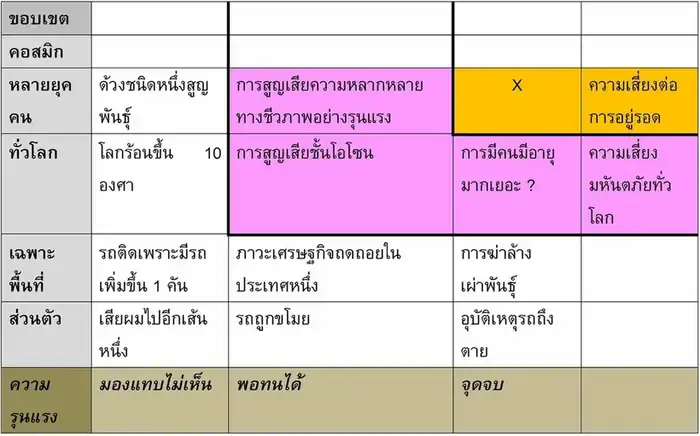 ขอบเขต
คอสมิก
หลายยุค
คน
ด้วงชนิดหนึ่งสูญ
พันธุ์
การสูญเสียความหลากหลาย
ทางชีวภาพอย่างรุนแรง
X
ความเสี่ยงต่อ
การอยู่รอด
ทั่วโลก
โลกร้อนขึ้น 10
องศา
การสูญเสียชั้นโอโซน
การมีคนมีอายุ
มากเยอะ ?
ความเสี่ยง
มหันตภัยทั่ว
โลก
เฉพาะ
พื้นที่
รถติดเพราะมีรถ
เพิ่มขึ้น 1 คัน
ภาวะเศรษฐกิจถดถอยใน
ประเทศหนึ่ง
การฆ่าล้าง
เผ่าพันธุ์
ส่วนตัว
เสียผมไปอีกเส้น
หนึ่ง
รถถูกขโมย
อุบัติเหตุรถถึง
ตาย
ความ
รุนแรง
มองแทบไม่เห็น
พอทนได้
จุดจบ